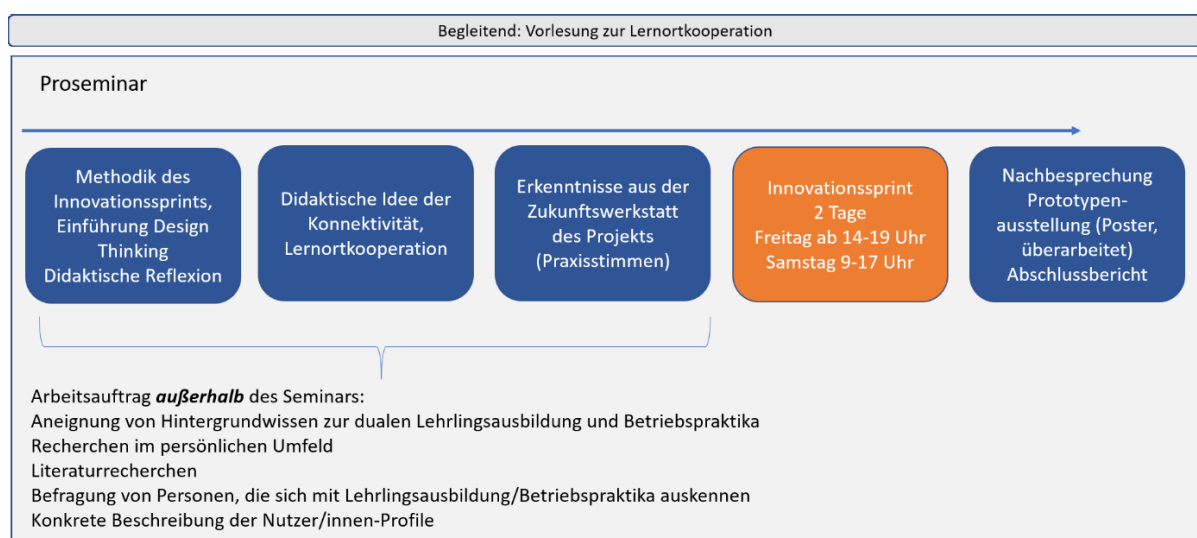 Begleitend: Vorlesung zur Lernortkooperation
Proseminar
Methodik des
Innovationssprints,
Einführung Design
Thinking
Didaktische Reflexion
Didaktische Idee der
Konnektivität,
Lernortkooperation
Erkenntnisse aus der
Zukunftswerkstatt
des Projekts
(Praxisstimmen)
Innovationssprint
2 Tage
Freitag ab 14-19 Uhr
Samstag 9-17 Uhr
Nachbesprechung
Prototypen-
ausstellung (Poster,
überarbeitet)
Abschlussbericht
Arbeitsauftrag außerhalb des Seminars:
Aneignung von Hintergrundwissen zur dualen Lehrlingsausbildung und Betriebspraktika
Recherchen im persönlichen Umfeld
Literaturrecherchen
Befragung von Personen, die sich mit Lehrlingsausbildung/Betriebspraktika auskennen
Konkrete Beschreibung der Nutzer/innen-Profile